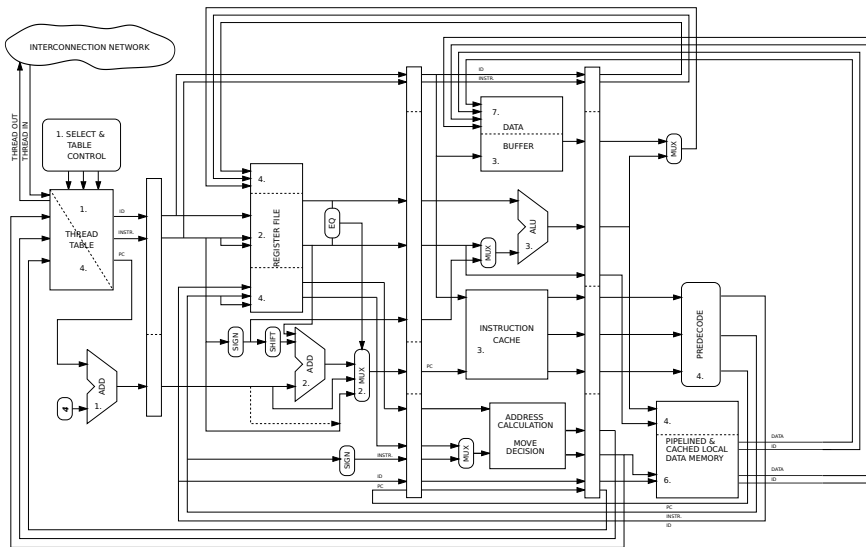 INTERCONNECTION NETWORK
THREAD OUT
THREAD IN
1. SELECT &
TABLE
CONTROL
1.
THREAD
TABLE
4.
ID
INSTR.
PC
4
ADD
1.
4.
REGISTER FILE
2.
4.
EQ
SIGN
SHIFT
ADD
2.
MUX
2.
SIGN
INSTR.
ID
PC
ID
INSTR.
PC
7.
DATA
BUFFER
3.
MUX
ALU
3.
MUX
INSTRUCTION
CACHE
3.
PREDECODE
4.
ADDRESS
CALCULATION
MOVE
DECISION
MUX
4.
PIPELINED &
CACHED LOCAL
DATA MEMORY
6.
DATA
ID
DATA
ID
PC
INSTR.
ID